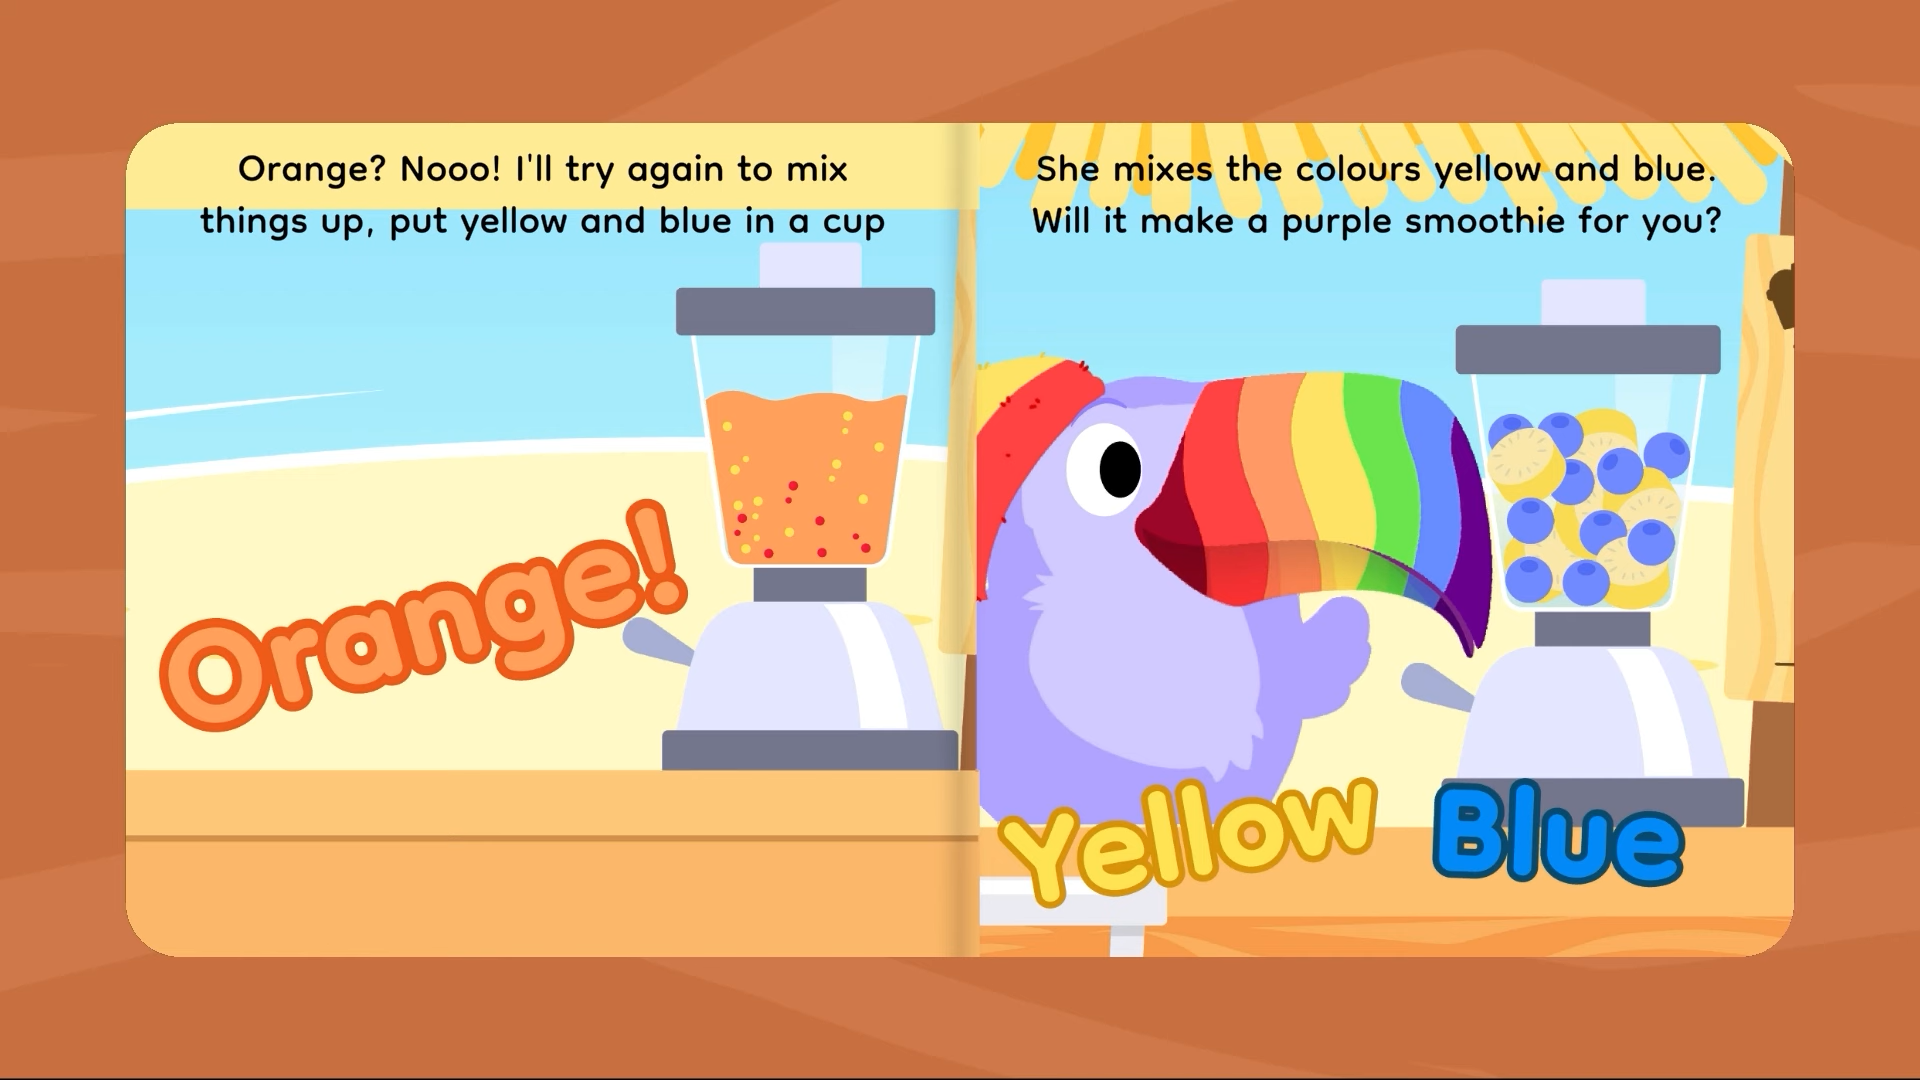 Orange? Nooo! I'll try again to mix
things up, put yellow and blue in a cup
Orange!
She mixes the colours yellow and blue.
Will it make a purple smoothie for you?
Yellow Blue